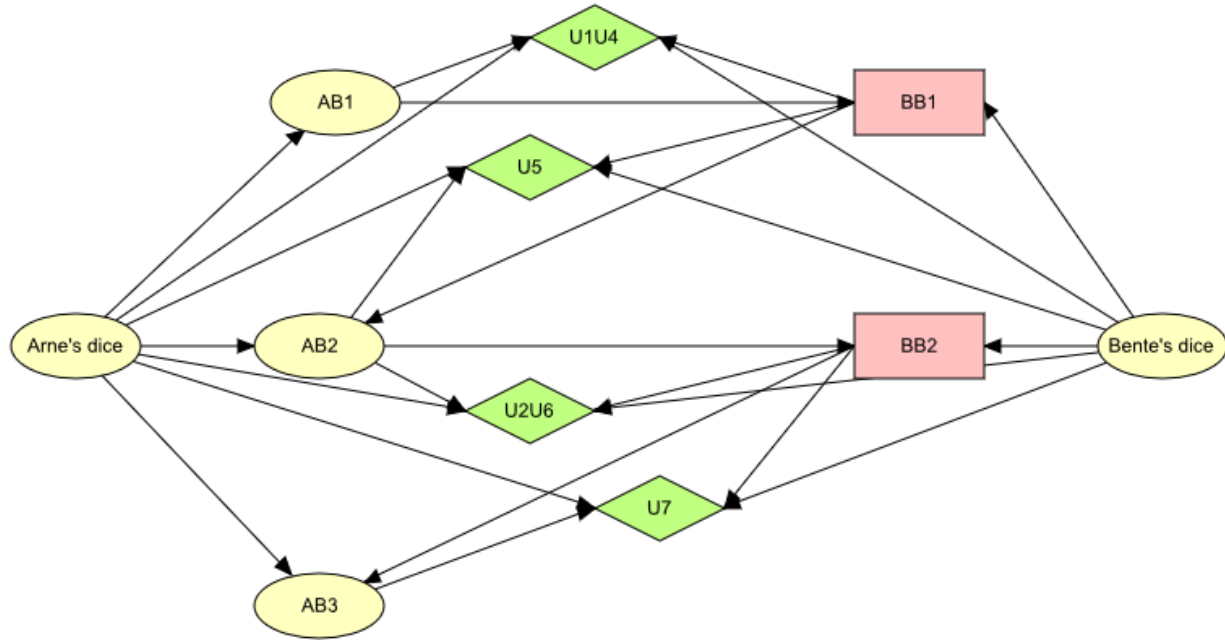 U1U4
AB1
BB1
U5
Arne's dice
AB2
BB2
Bente's dice
U2U6
U7
AB3